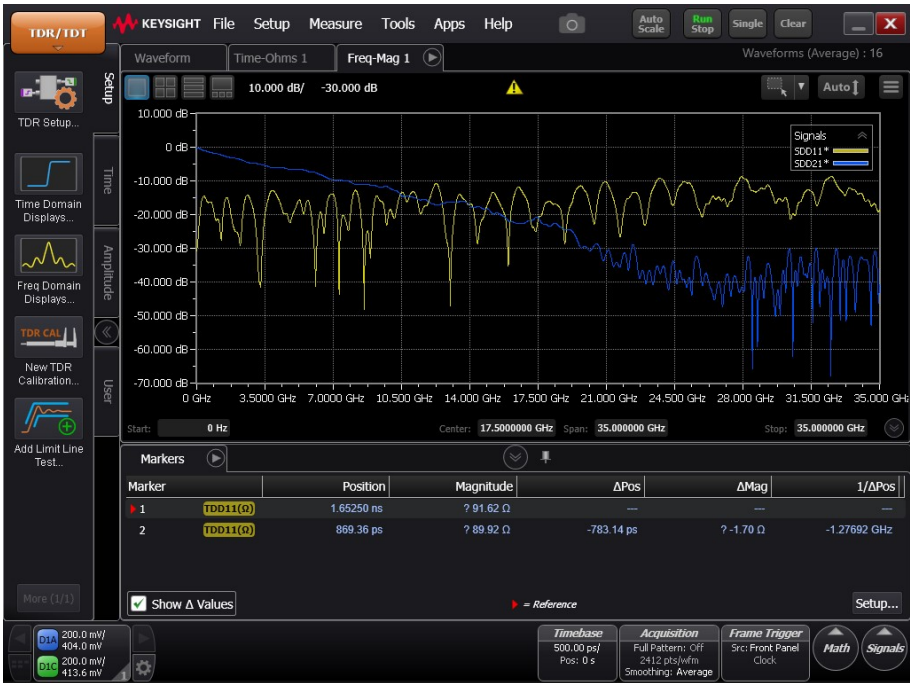 TDR/TDT
KEYSIGHT File Setup Measure Tools Apps Help
Auto Scale
Run Stop
Single
Clear
X
Waveform
Time-Ohms 1
Freq-Mag 1
Waveforms (Average) : 16
Setup
Time
Amplitude
User
TDR Setup...
Time Domain
Displays...
Freq Domain
Displays...
TDR CAL
New TDR
Calibration...
Add Limit Line
Test...
More (1/1)
10.000 dB/ -30.000 dB
Auto
Signals
SDD11*
SDD21*
10.000 dB
0 dB
-10.000 dB
-20.000 dB
-30.000 dB
-40.000 dB
-50.000 dB
-60.000 dB
-70.000 dB
0 GHz 3.5000 GHz 7.0000 GHz 10.500 GHz 14.000 GHz 17.500 GHz 21.000 GHz 24.500 GHz 28.000 GHz 31.500 GHz 35.000 GHz
Start: 0 Hz Center: 17.5000000 GHz Span: 35.000000 GHz Stop: 35.000000 GHz
Markers
Marker Position Magnitude ΔPos ΔMag 1/ΔPos
1 TDD11(Ω) 1.65250 ns ? 91.62 Ω --- --- ---
2 TDD11(Ω) 869.36 ps ? 89.92 Ω -783.14 ps ? -1.70 Ω -1.27692 GHz
Show Δ Values
= Reference
Setup...
D1A 200.0 mV/
404.0 mV
D1C 200.0 mV/
413.6 mV
1
Timebase
500.00 ps/
Pos: 0 s
Acquisition
Full Pattern: Off
2412 pts/wfm
Smoothing: Average
Frame Trigger
Src: Front Panel
Clock
Math
Signals